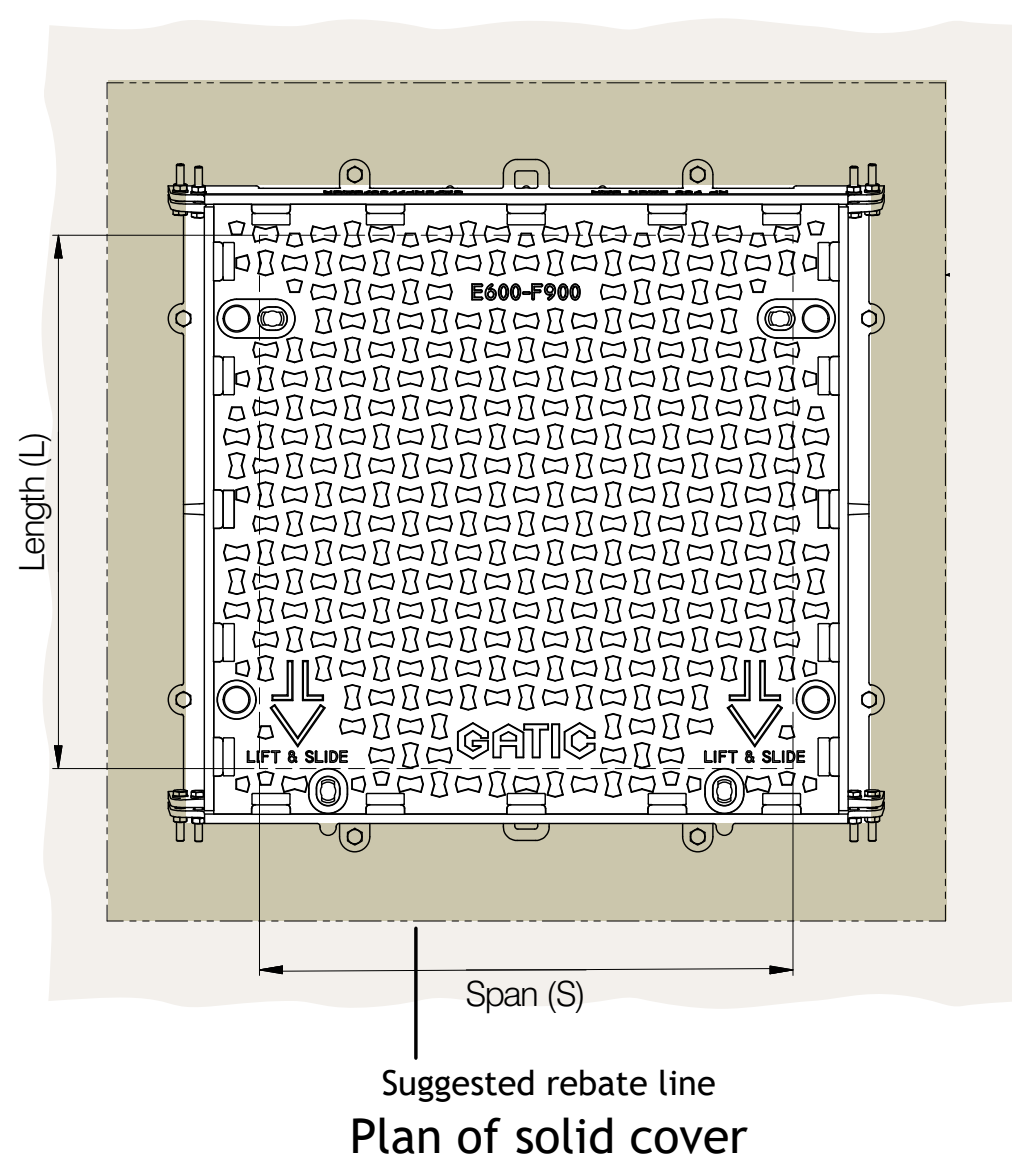 E600-F900
Length (L)
GATIC
LIFT & SLIDE
LIFT & SLIDE
Span (S)
Suggested rebate line
Plan of solid cover